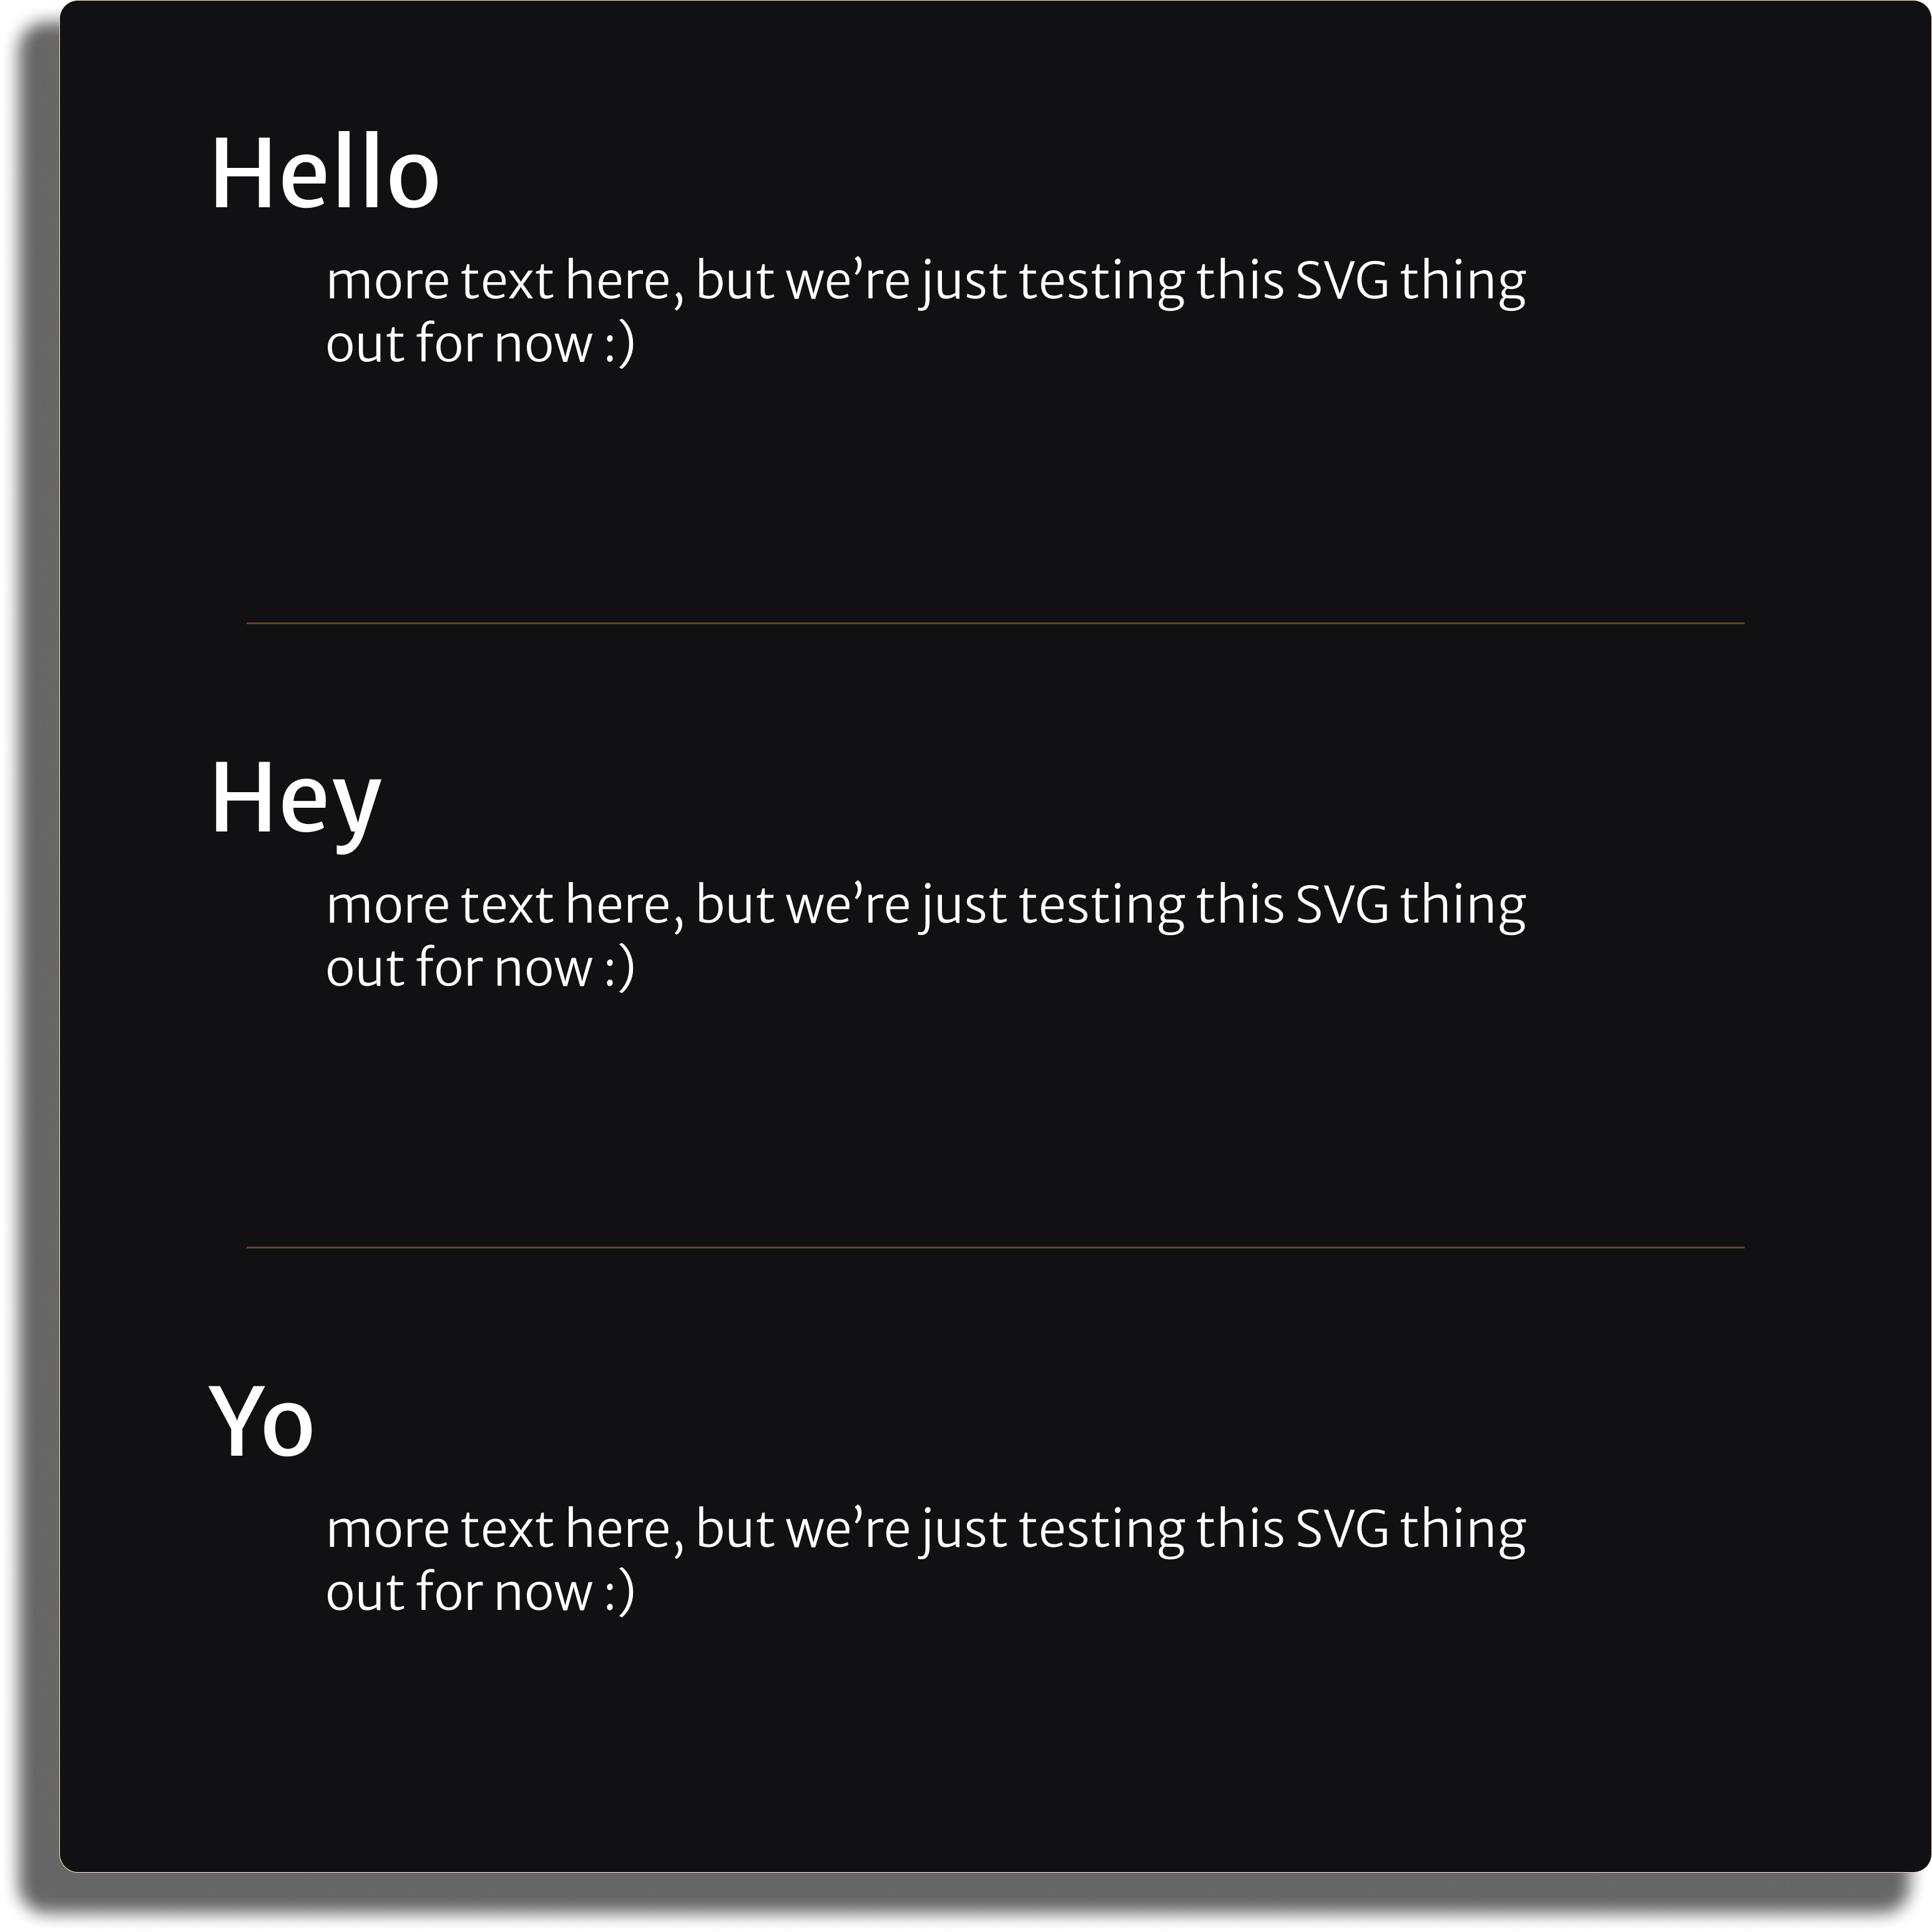 Hello
more text here, but we’re just testing this SVG thing
out for now :)
Hey
more text here, but we’re just testing this SVG thing
out for now :)
Yo
more text here, but we’re just testing this SVG thing
out for now :)